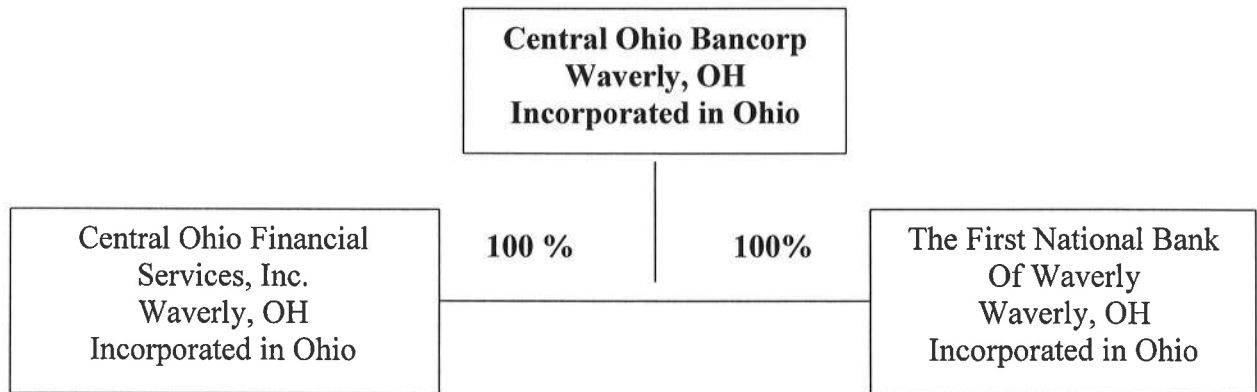 Central Ohio Bancorp
Waverly, OH
Incorporated in Ohio
Central Ohio Financial
Services, Inc.
Waverly, OH
Incorporated in Ohio
100 %
100%
The First National Bank
Of Waverly
Waverly, OH
Incorporated in Ohio